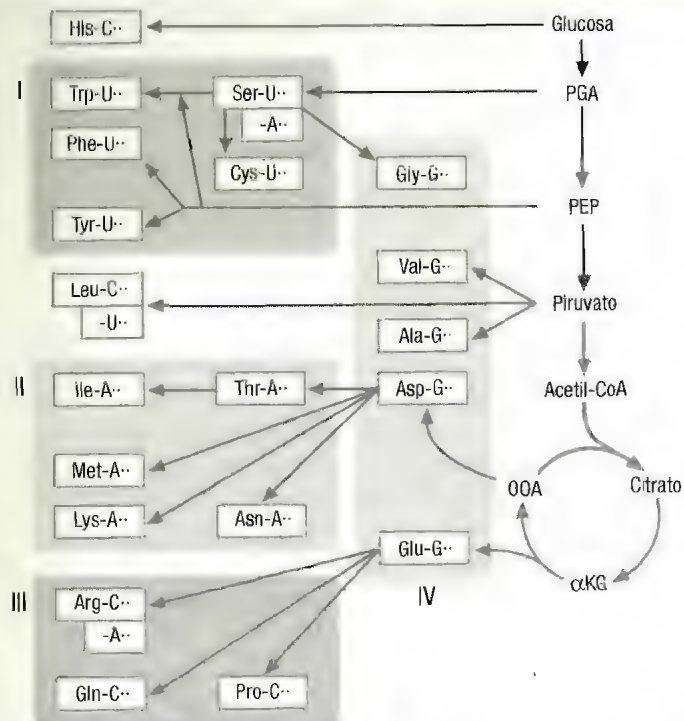 His-C··
Glucosa
I
Trp-U··
Ser-U··
PGA
-A··
Phe-U··
Cys-U··
Gly-G··
Tyr-U··
PEP
Val-G··
Leu-C··
Piruvato
-U··
Ala-G··
II
Ile-A··
Thr-A··
Asp-G··
Acetil-CoA
Met-A··
OOA
Citrato
Lys-A··
Asn-A··
Glu-G··
αKG
III
Arg-C··
IV
-A··
Gln-C··
Pro-C··